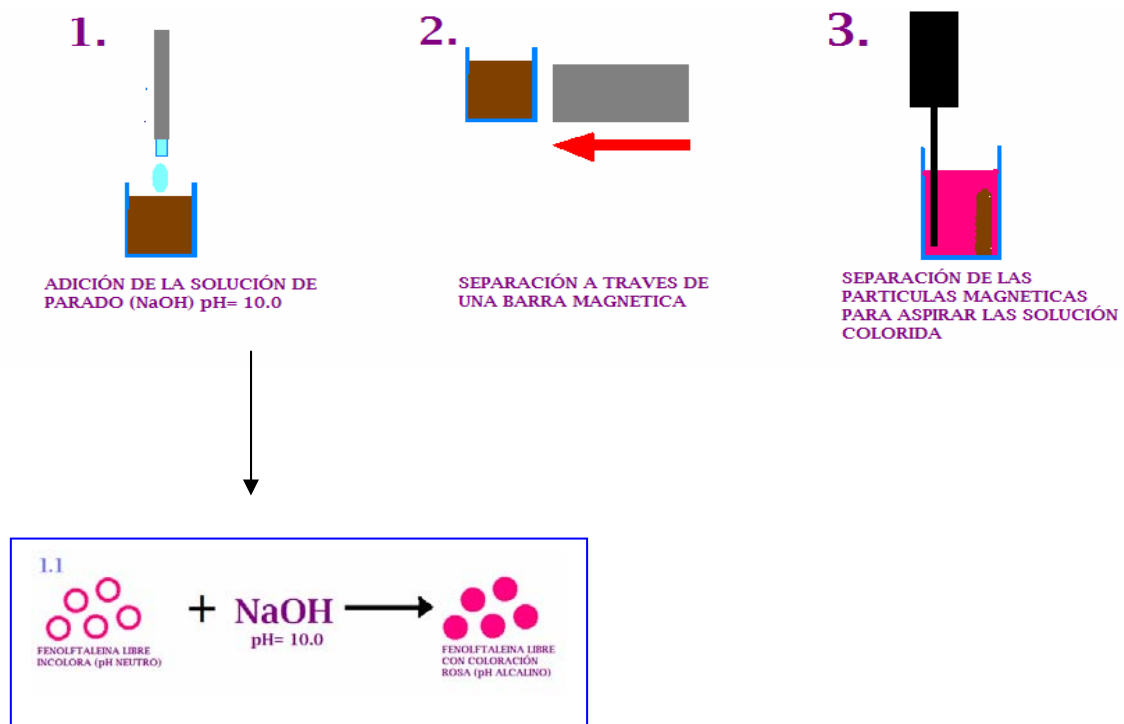 1.
ADICIÓN DE LA SOLUCIÓN DE
PARADO (NaOH) pH= 10.0
2.
SEPARACIÓN A TRAVES DE
UNA BARRA MAGNETICA
3.
SEPARACIÓN DE LAS
PARTICULAS MAGNETICAS
PARA ASPIRAR LAS SOLUCIÓN
COLORIDA
1.1
FENOLFTALEINA LIBRE
INCOLORA (pH NEUTRO)
+ NaOH
pH= 10.0
FENOLFTALEINA LIBRE
CON COLORACIÓN
ROSA (pH ALCALINO)